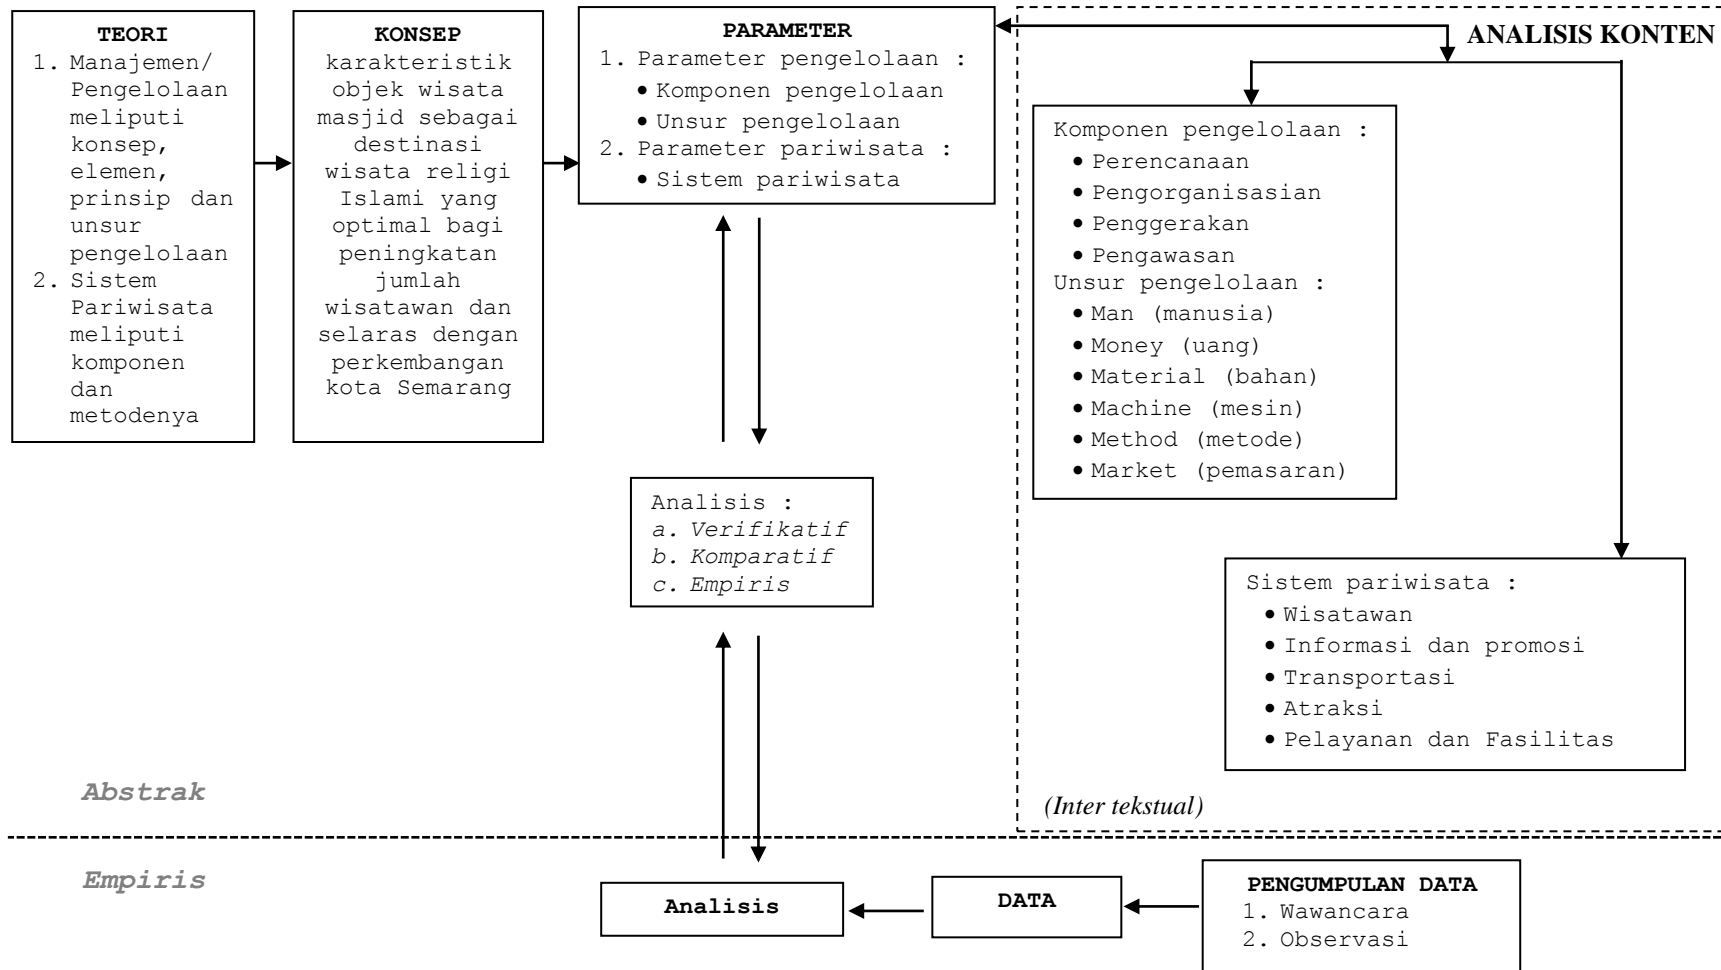 TEORI
1. Manajemen/
Pengelolaan
meliputi
konsep,
elemen,
prinsip dan
unsur
pengelolaan
2. Sistem
Pariwisata
meliputi
komponen
dan
metodenya
KONSEP
karakteristik
objek wisata
masjid sebagai
destinasi
wisata religi
Islami yang
optimal bagi
peningkatan
jumlah
wisatawan dan
selaras dengan
perkembangan
kota Semarang
PARAMETER
1. Parameter pengelolaan :
• Komponen pengelolaan
• Unsur pengelolaan
2. Parameter pariwisata :
• Sistem pariwisata
ANALISIS KONTEN
Komponen pengelolaan :
• Perencanaan
• Pengorganisasian
• Penggerakan
• Pengawasan
Unsur pengelolaan :
• Man (manusia)
• Money (uang)
• Material (bahan)
• Machine (mesin)
• Method (metode)
• Market (pemasaran)
Analisis :
a. Verifikatif
b. Komparatif
c. Empiris
Sistem pariwisata :
• Wisatawan
• Informasi dan promosi
• Transportasi
• Atraksi
• Pelayanan dan Fasilitas
Abstrak
(Inter tekstual)
Empiris
Analisis
DATA
PENGUMPULAN DATA
1. Wawancara
2. Observasi